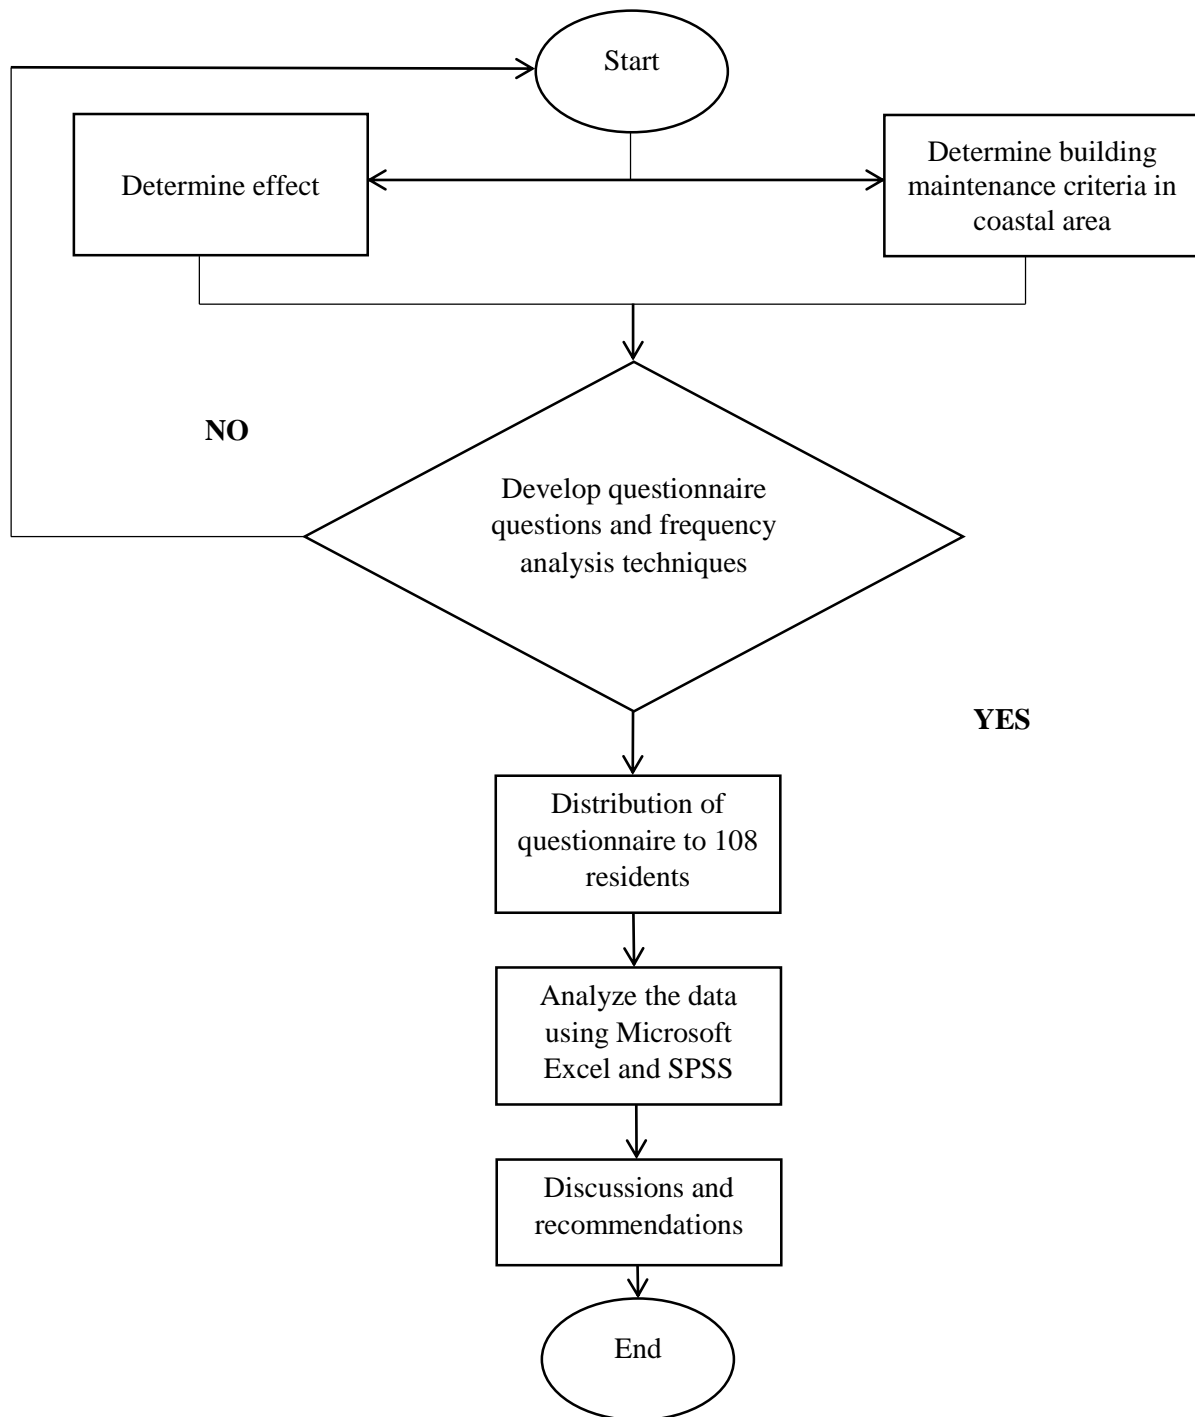 Start
Determine effect
Determine building
maintenance criteria in
coastal area
NO
Develop questionnaire
questions and frequency
analysis techniques
YES
Distribution of
questionnaire to 108
residents
Analyze the data
using Microsoft
Excel and SPSS
Discussions and
recommendations
End